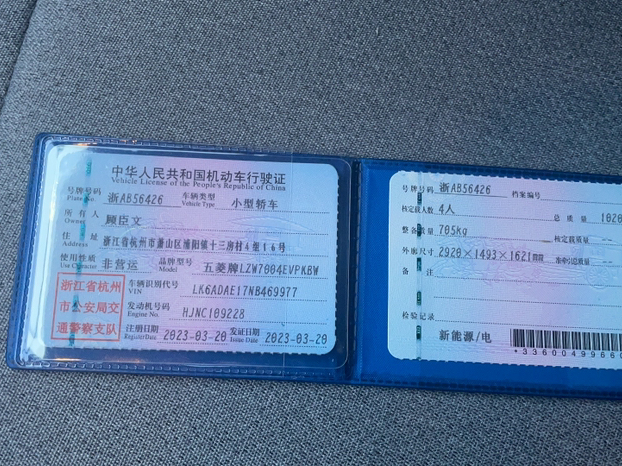 中华人民共和国机动车行驶证
Vehicle License of the People's Republic of China
号牌号码 浙AB56426 车辆类型 小型轿车
Plate No. Vehicle Type
所有人 顾臣文
Owner
住址 浙江省杭州市萧山区浦阳镇十三房村4组16号
Address
使用性质 非营运 品牌型号 五菱牌LZW7004EVPKBW
Use Character Model
浙江省杭州
市公安局交
通警察支队
车辆识别代号 LK6ADAE17NB469977
VIN
发动机号码 HJNC109228
Engine No.
注册日期 2023-03-20 发证日期 2023-03-20
Register Date Issue Date
号牌号码 浙AB56426 档案编号
核定载人数 4人 总质量 1020
整备质量 705kg 核定载质量 --
外廓尺寸 2920×1493×1621 准牵引总质量 --
备注
检验记录
新能源/电
*33600499660